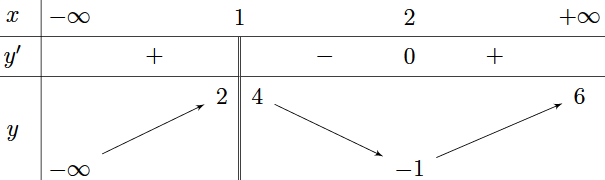 x −∞ 1 2 +∞
y′ + − 0 +
2 4 6
y
−∞ −1